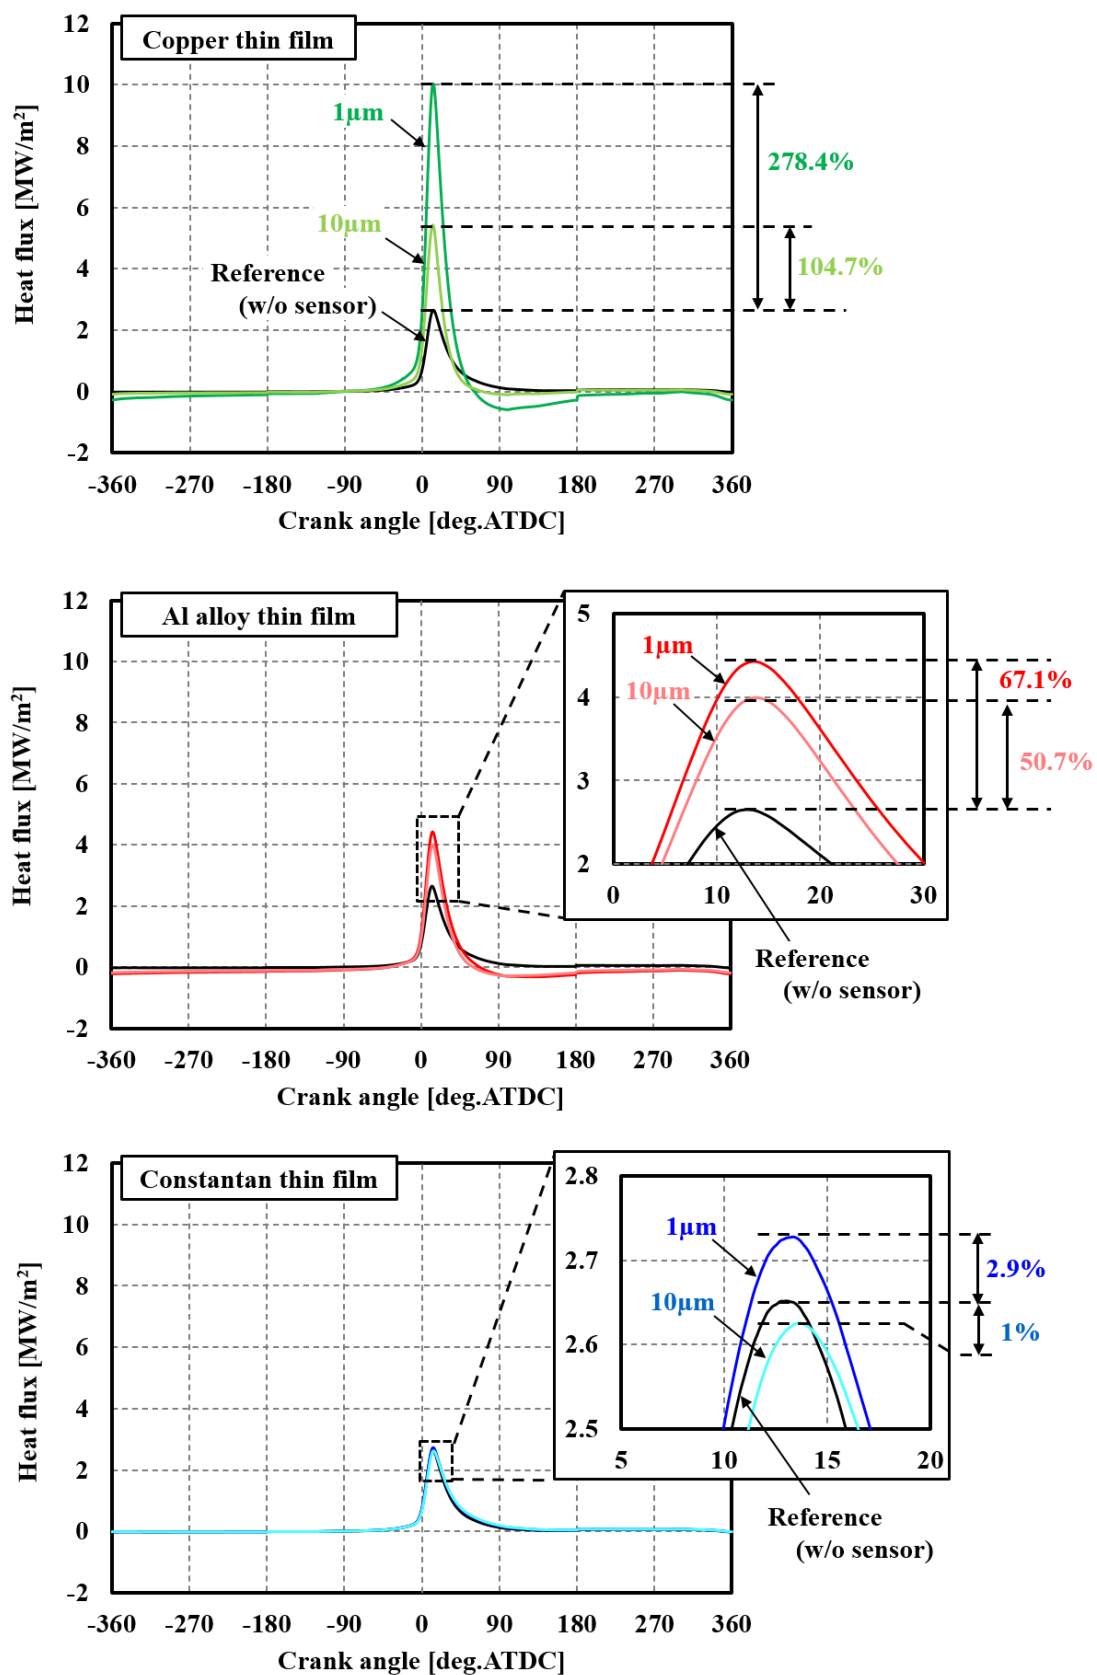 Copper thin film
12
10
8
6
4
2
0
-2
Heat flux [MW/m²]
1μm
10μm
Reference
(w/o sensor)
278.4%
104.7%
-360 -270 -180 -90 0 90 180 270 360
Crank angle [deg.ATDC]
Al alloy thin film
12
10
8
6
4
2
0
-2
Heat flux [MW/m²]
5
4
3
2
1μm
10μm
67.1%
50.7%
0 10 20 30
Reference
(w/o sensor)
-360 -270 -180 -90 0 90 180 270 360
Crank angle [deg.ATDC]
Constantan thin film
12
10
8
6
4
2
0
-2
Heat flux [MW/m²]
2.8
2.7
2.6
2.5
1μm
10μm
2.9%
1%
5 10 15 20
Reference
(w/o sensor)
-360 -270 -180 -90 0 90 180 270 360
Crank angle [deg.ATDC]